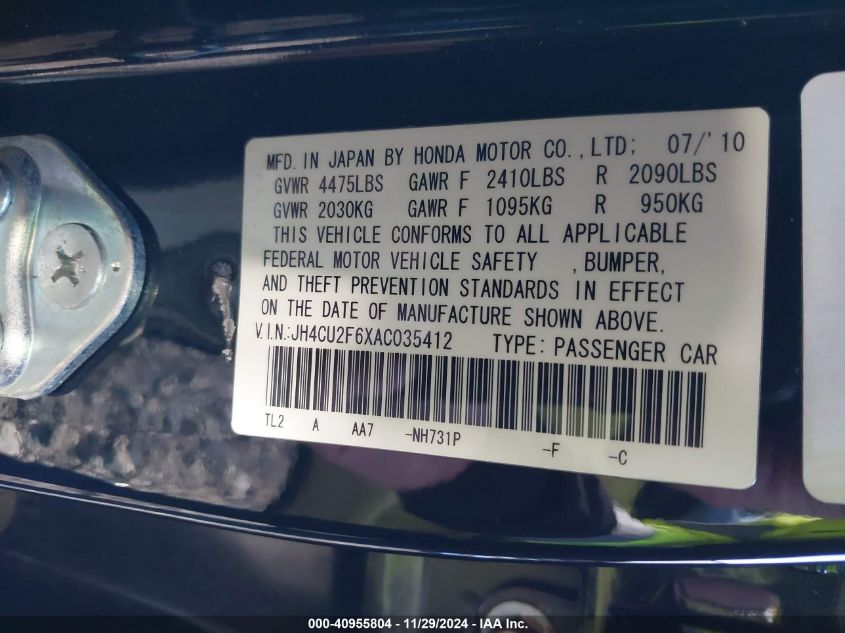 MFD. IN JAPAN BY HONDA MOTOR CO., LTD; 07/'10
GVWR 4475LBS GAWR F 2410LBS R 2090LBS
GVWR 2030KG GAWR F 1095KG R 950KG
THIS VEHICLE CONFORMS TO ALL APPLICABLE
FEDERAL MOTOR VEHICLE SAFETY , BUMPER,
AND THEFT PREVENTION STANDARDS IN EFFECT
ON THE DATE OF MANUFACTURE SHOWN ABOVE.
V.I.N.:JH4CU2F6XAC035412 TYPE: PASSENGER CAR
TL2 A AA7 -NH731P -F -C
000-40955804 - 11/29/2024 - IAA Inc.